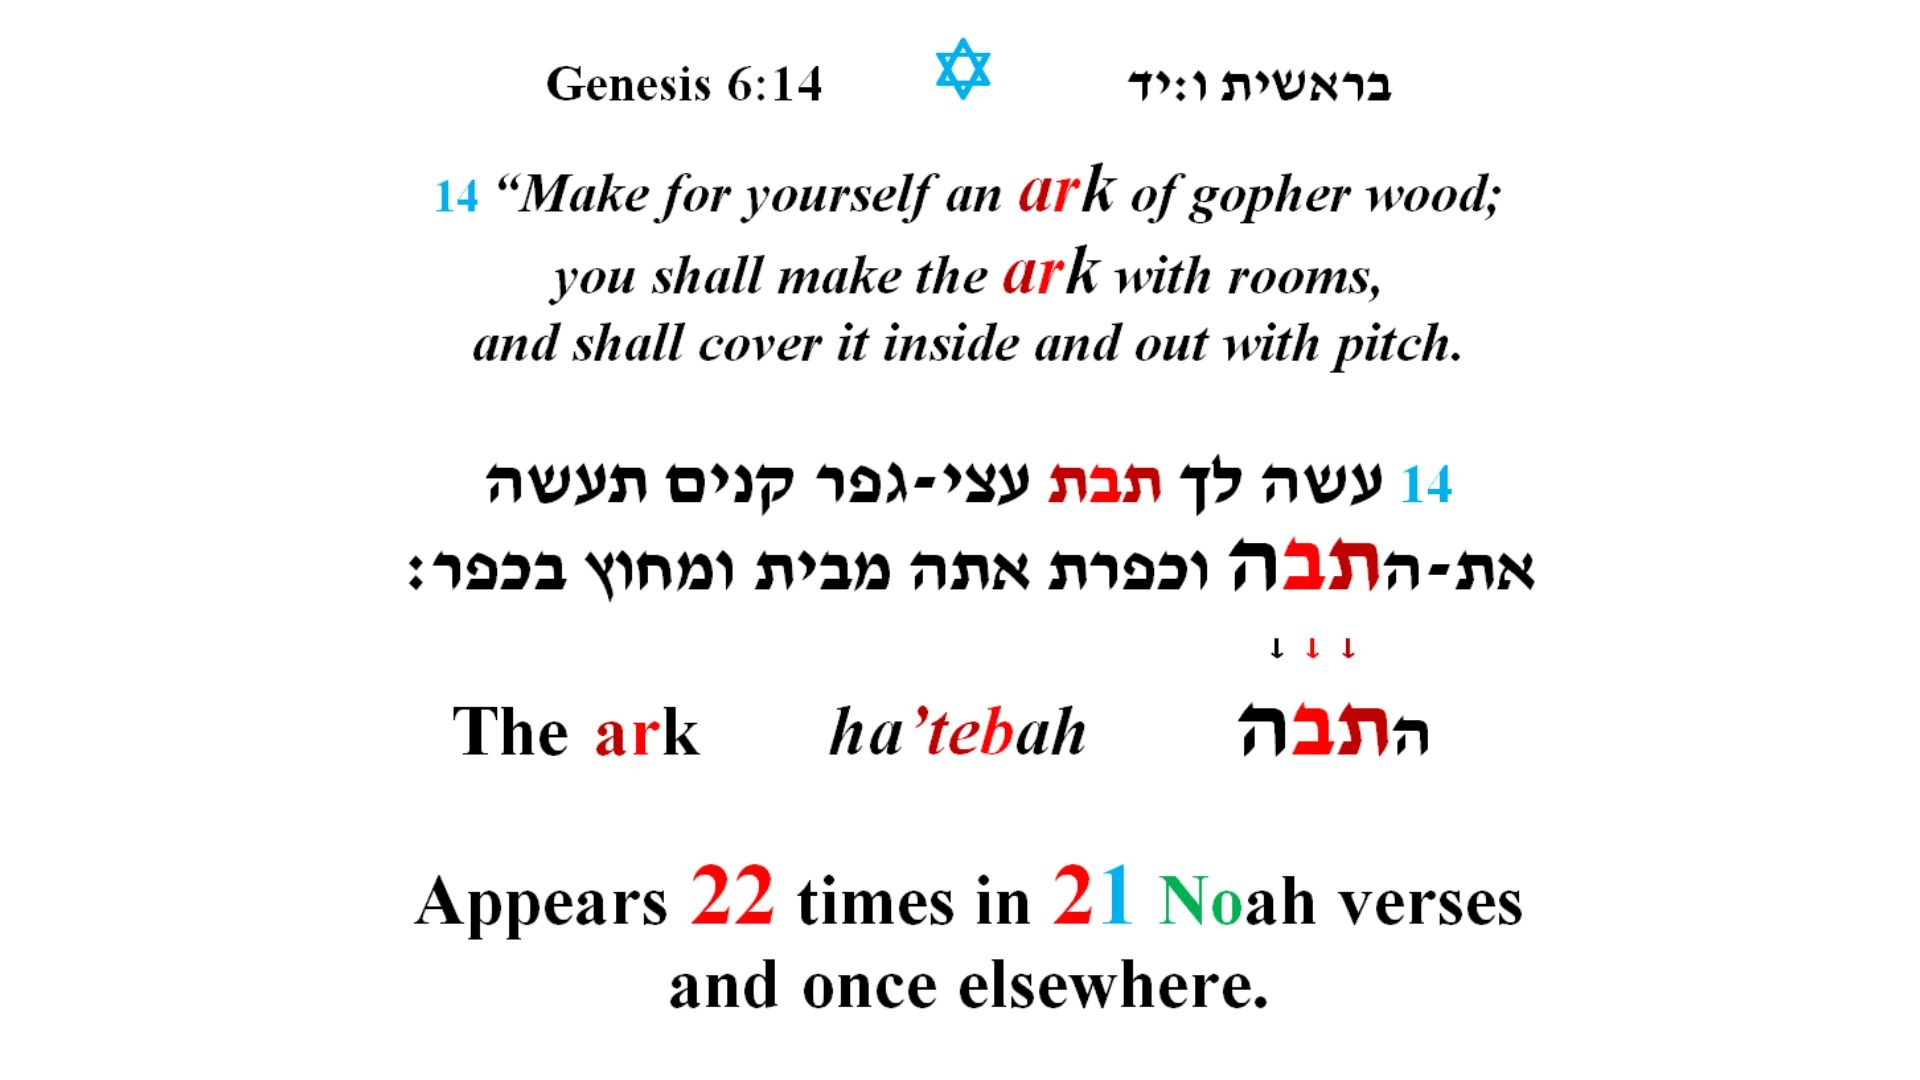 Genesis 6:14 ✡ בראשית ו:יד
14 “Make for yourself an ark of gopher wood;
you shall make the ark with rooms,
and shall cover it inside and out with pitch.
14 עשה לך תבת עצי-גפר קנים תעשה
את-התבה וכפרת אתה מבית ומחוץ בכפר:
↓ ↓ ↓
The ark ha’tebah התבה
Appears 22 times in 21 Noah verses
and once elsewhere.